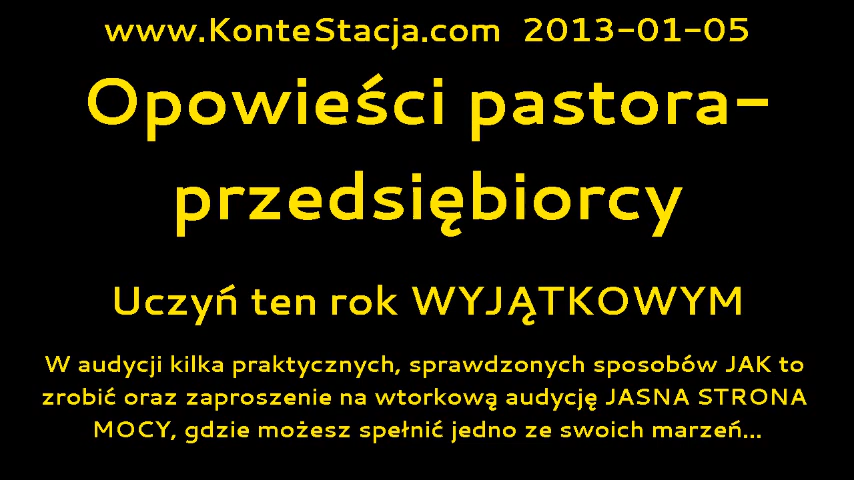 www.KonteStacja.com 2013-01-05
Opowieści pastora-
przedsiębiorcy
Uczyń ten rok WYJĄTKOWYM
W audycji kilka praktycznych, sprawdzonych sposobów JAK to
zrobić oraz zaproszenie na wtorkową audycję JASNA STRONA
MOCY, gdzie możesz spełnić jedno ze swoich marzeń...